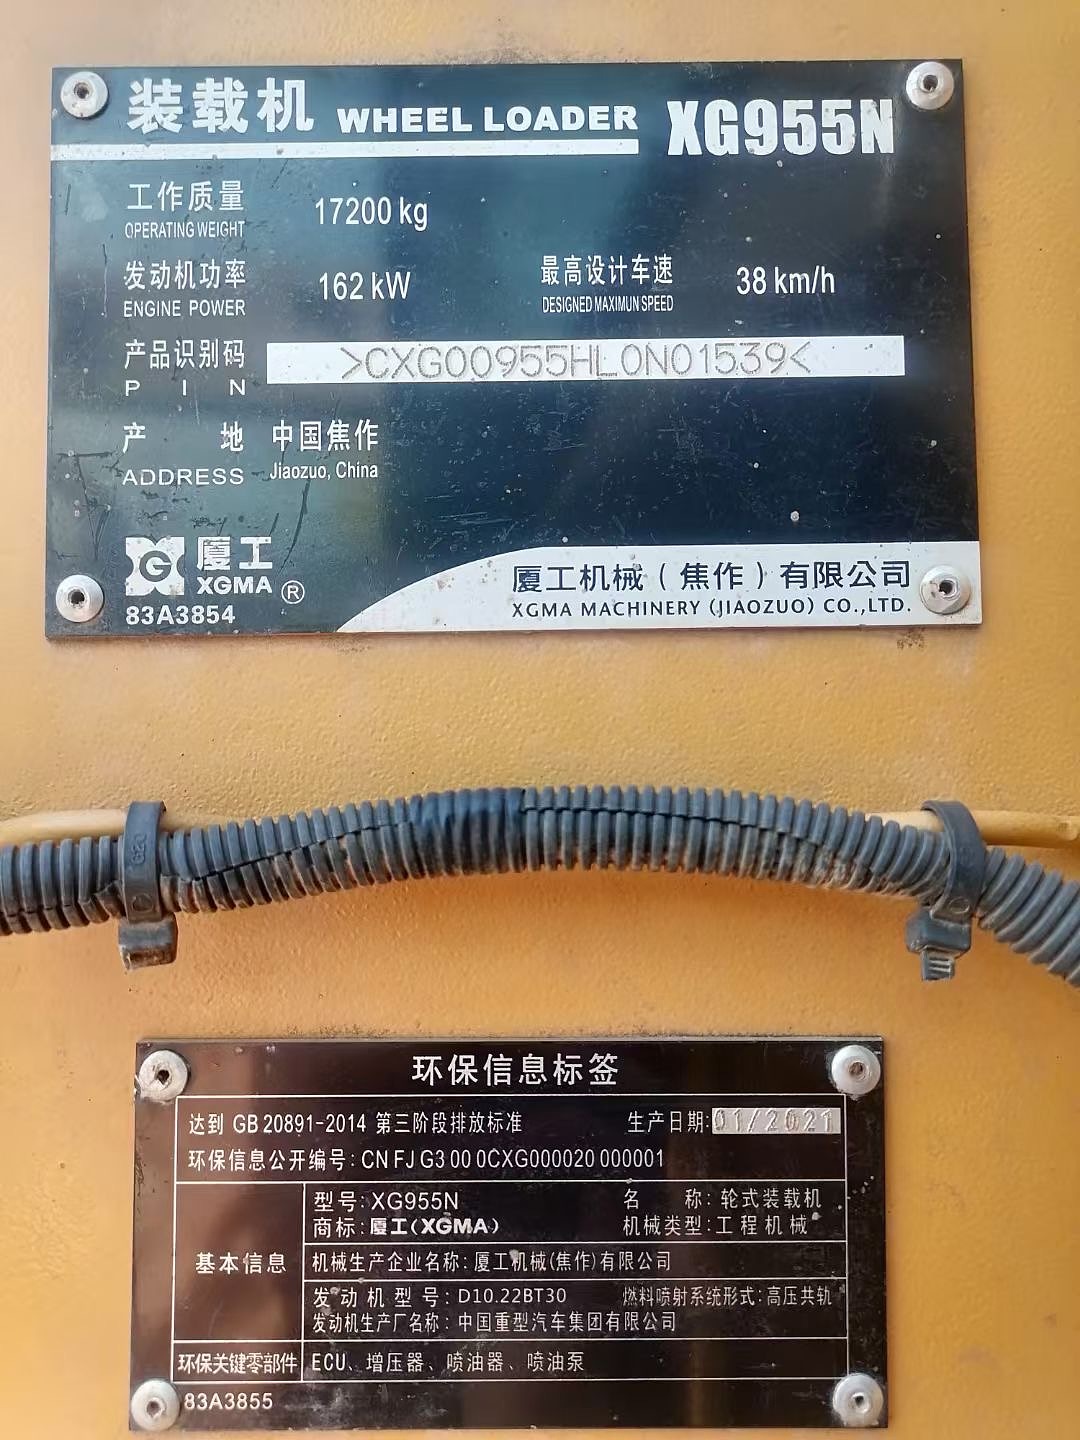 装载机 WHEEL LOADER XG955N
工作质量 17200 kg
OPERATING WEIGHT
发动机功率 162 kW 最高设计车速 38 km/h
ENGINE POWER DESIGNED MAXIMUN SPEED
产品识别码 >CXG00955HL0N01539<
P I N
产 地 中国焦作
ADDRESS Jiaozuo, China
厦工
XGMA ®
83A3854
厦工机械（焦作）有限公司
XGMA MACHINERY (JIAOZUO) CO.,LTD.
环保信息标签
达到 GB 20891-2014 第三阶段排放标准 生产日期:01/2021
环保信息公开编号: CN FJ G3 00 0CXG000020 000001
基本信息
型号: XG955N 名 称: 轮式装载机
商标: 厦工(XGMA) 机械类型: 工程机械
机械生产企业名称: 厦工机械(焦作)有限公司
发动机型号: D10.22BT30 燃料喷射系统形式: 高压共轨
发动机生产厂名称: 中国重型汽车集团有限公司
环保关键零部件 ECU、增压器、喷油器、喷油泵
83A3855